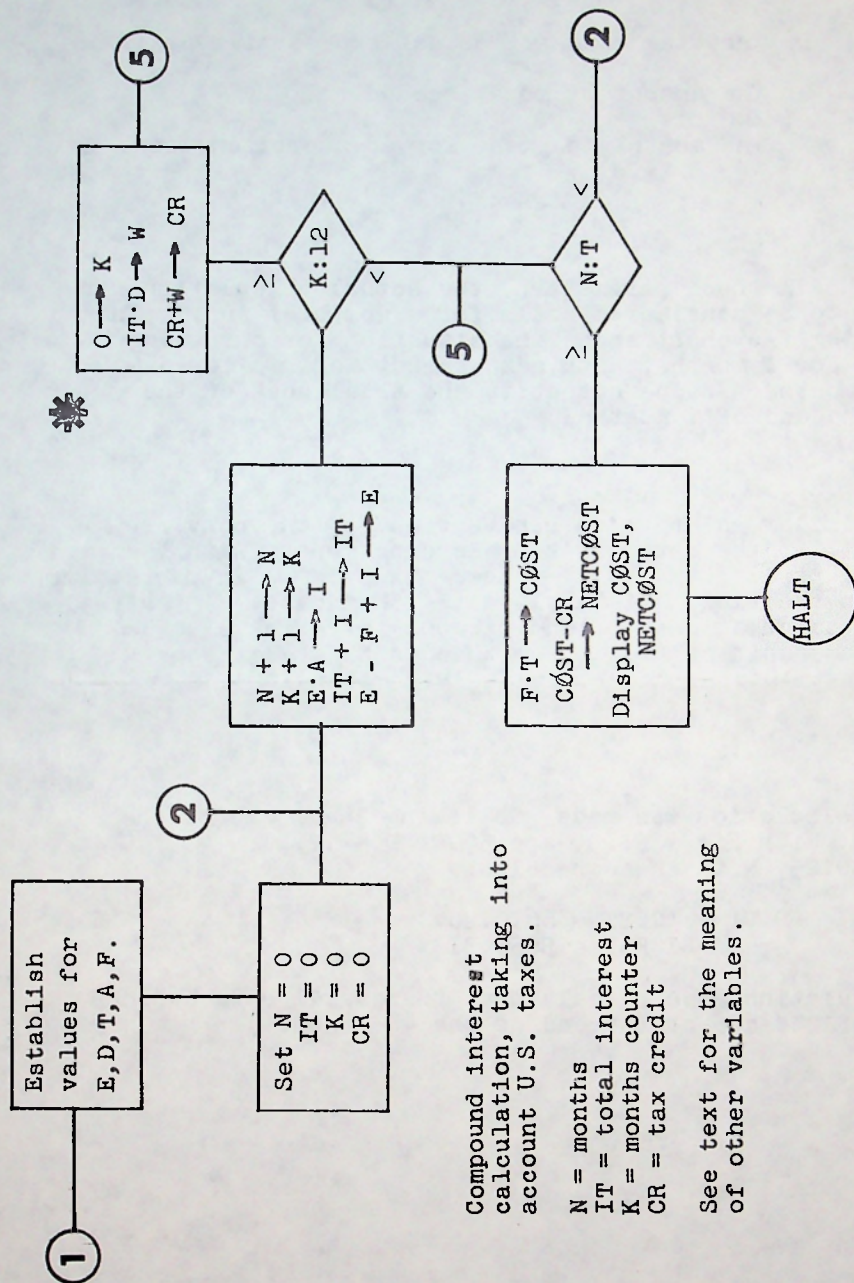 1
Establish
values for
E,D,T,A,F.
Set N = 0
IT = 0
K = 0
CR = 0
2
N + 1 → N
K + 1 → K
E·A → I
IT + I → IT
E - F + I → E
K:12
≥
<
*
0 → K
IT·D → W
CR+W → CR
5
5
N:T
≥
<
2
F·T → CØST
CØST-CR
→ NETCØST
Display CØST,
NETCØST
HALT
Compound interest
calculation, taking into
account U.S. taxes.
N = months
IT = total interest
K = months counter
CR = tax credit
See text for the meaning
of other variables.